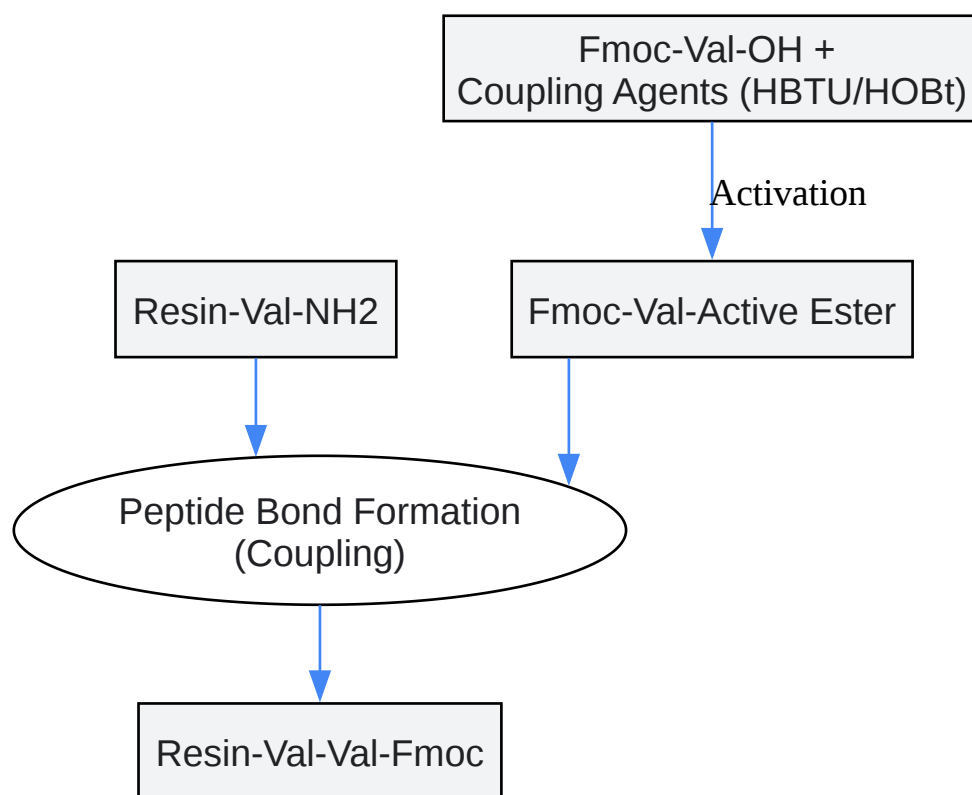 Fmoc-Val-OH +
Coupling Agents (HBTU/HOBt)
Activation
Resin-Val-NH2
Fmoc-Val-Active Ester
Peptide Bond Formation
(Coupling)
Resin-Val-Val-Fmoc